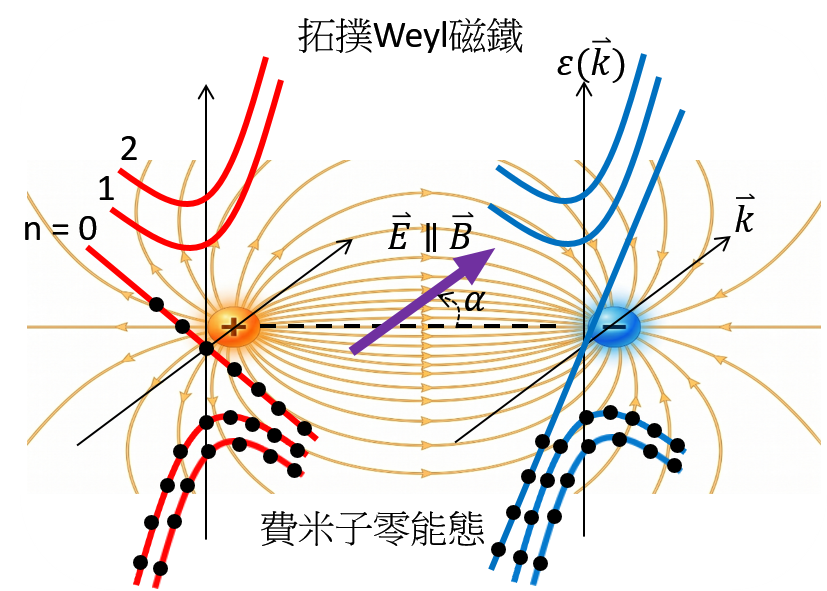 拓撲Weyl磁鐵
ε(k⃗)
2
1
n = 0
E⃗ ∥ B⃗
k⃗
α
+
−
費米子零能態